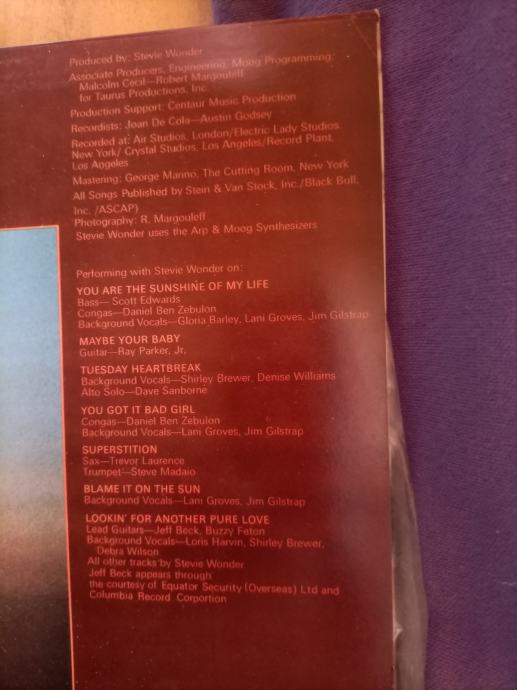 Produced by: Stevie Wonder
Associate Producers, Engineering, Moog Programming:
Malcolm Cecil—Robert Margouleff
for Taurus Productions, Inc.
Production Support: Centaur Music Production
Recordists: Joan De Cola—Austin Godsey
Recorded at: Air Studios, London/Electric Lady Studios,
New York/ Crystal Studios, Los Angeles/Record Plant,
Los Angeles
Mastering: George Marino, The Cutting Room, New York
All Songs Published by Stein & Van Stock, Inc./Black Bull,
Inc. /ASCAP)
Photography: R. Margouleff
Stevie Wonder uses the Arp & Moog Synthesizers
Performing with Stevie Wonder on:
YOU ARE THE SUNSHINE OF MY LIFE
Bass— Scott Edwards
Congas—Daniel Ben Zebulon
Background Vocals—Gloria Barley, Lani Groves, Jim Gilstrap
MAYBE YOUR BABY
Guitar—Ray Parker, Jr.
TUESDAY HEARTBREAK
Background Vocals—Shirley Brewer, Denise Williams
Alto Solo—Dave Sanborne
YOU GOT IT BAD GIRL
Congas—Daniel Ben Zebulon
Background Vocals—Lani Groves, Jim Gilstrap
SUPERSTITION
Sax—Trevor Laurence
Trumpet—Steve Madaio
BLAME IT ON THE SUN
Background Vocals—Lani Groves, Jim Gilstrap
LOOKIN' FOR ANOTHER PURE LOVE
Lead Guitars—Jeff Beck, Buzzy Feton
Background Vocals—Loris Harvin, Shirley Brewer,
Debra Wilson
All other tracks by Stevie Wonder
Jeff Beck appears through
the courtesy of Equator Security (Overseas) Ltd and
Columbia Record Corportion